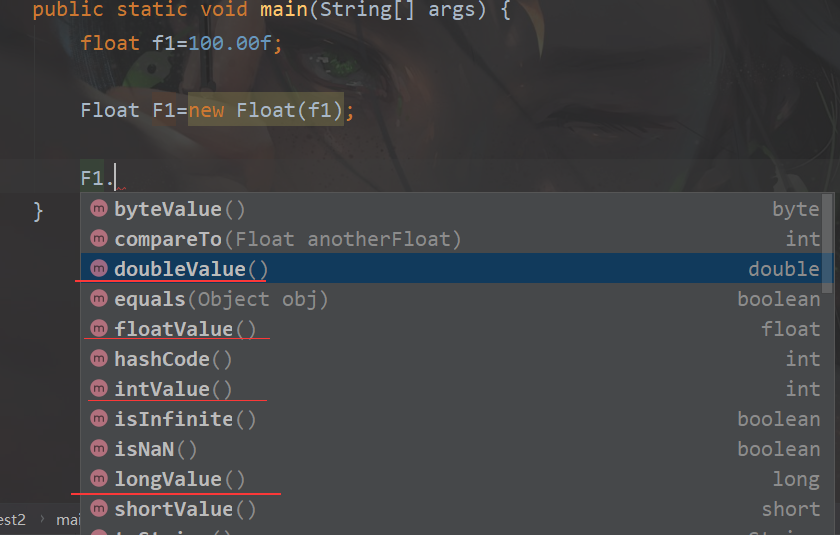 public static void main(String[] args) {
float f1=100.00f;
Float F1=new Float(f1);
F1.
}
m byteValue() byte
m compareTo(Float anotherFloat) int
m doubleValue() double
m equals(Object obj) boolean
m floatValue() float
m hashCode() int
m intValue() int
m isInfinite() boolean
m isNaN() boolean
m longValue() long
m shortValue() short
est2 › mai